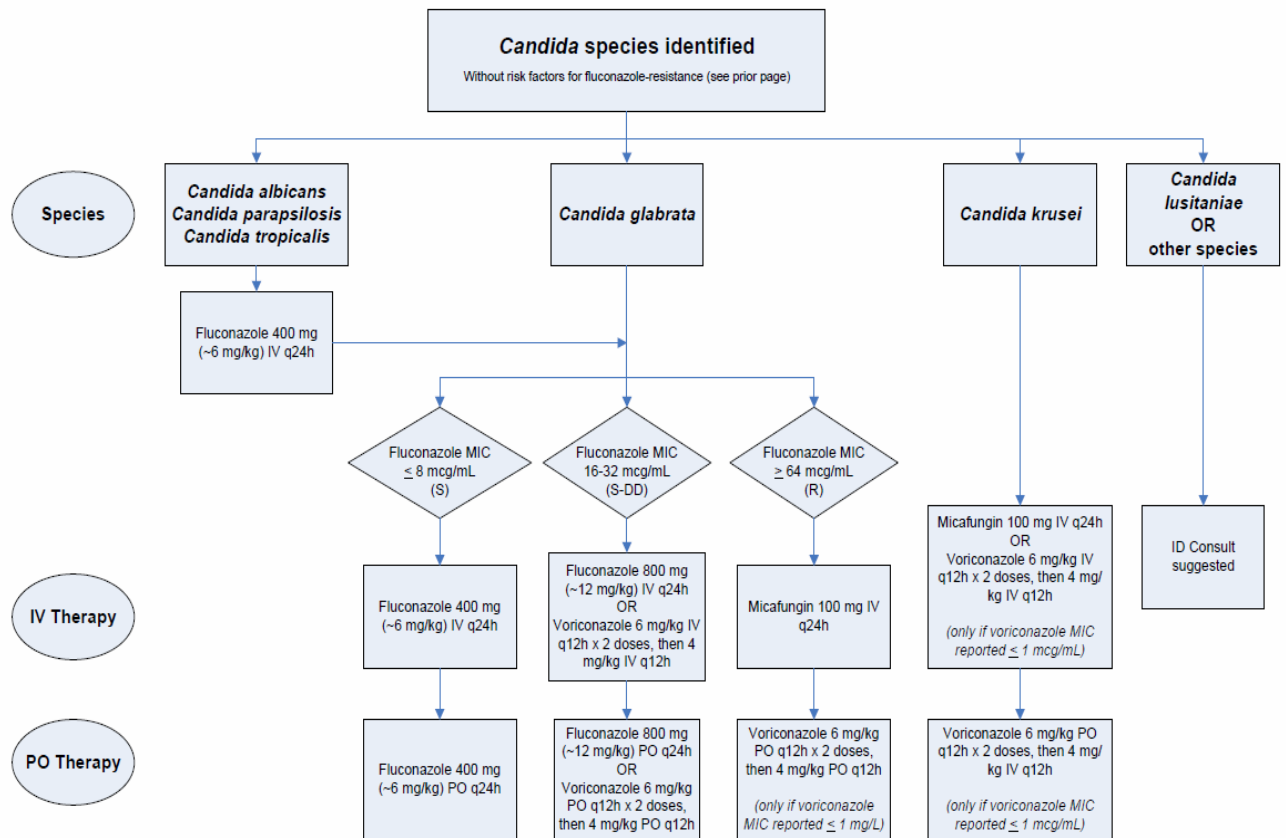 Candida species identified
Without risk factors for fluconazole-resistance (see prior page)
Species
Candida albicans
Candida parapsilosis
Candida tropicalis
Candida glabrata
Candida krusei
Candida
lusitaniae
OR
other species
Fluconazole 400 mg
(~6 mg/kg) IV q24h
Fluconazole MIC
≤ 8 mcg/mL
(S)
Fluconazole MIC
16-32 mcg/mL
(S-DD)
Fluconazole MIC
≥ 64 mcg/mL
(R)
IV Therapy
Fluconazole 400 mg
(~6 mg/kg) IV q24h
Fluconazole 800 mg
(~12 mg/kg) IV q24h
OR
Voriconazole 6 mg/kg IV
q12h x 2 doses, then 4
mg/kg IV q12h
Micafungin 100 mg IV
q24h
Micafungin 100 mg IV q24h
OR
Voriconazole 6 mg/kg IV
q12h x 2 doses, then 4 mg/
kg IV q12h
(only if voriconazole MIC
reported ≤ 1 mcg/mL)
ID Consult
suggested
PO Therapy
Fluconazole 400 mg
(~6 mg/kg) PO q24h
Fluconazole 800 mg
(~12 mg/kg) PO q24h
OR
Voriconazole 6 mg/kg
PO q12h x 2 doses,
then 4 mg/kg PO q12h
Voriconazole 6 mg/kg
PO q12h x 2 doses,
then 4 mg/kg PO q12h
(only if voriconazole
MIC reported ≤ 1 mg/L)
Voriconazole 6 mg/kg PO
q12h x 2 doses, then 4 mg/
kg IV q12h
(only if voriconazole MIC
reported ≤ 1 mcg/mL)